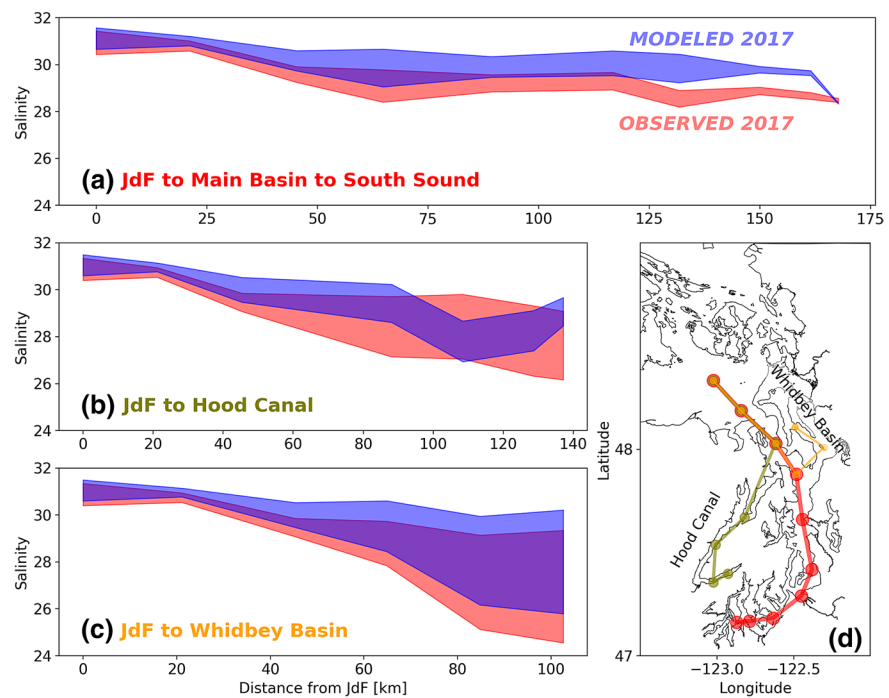 32
30
28
26
24
Salinity
MODELED 2017
OBSERVED 2017
(a) JdF to Main Basin to South Sound
0 25 50 75 100 125 150 175
32
30
28
26
24
Salinity
(b) JdF to Hood Canal
0 20 40 60 80 100 120 140
32
30
28
26
24
Salinity
(c) JdF to Whidbey Basin
0 20 40 60 80 100
Distance from JdF [km]
48
47
Latitude
Whidbey Basin
Hood Canal
(d)
−123.0 −122.5
Longitude